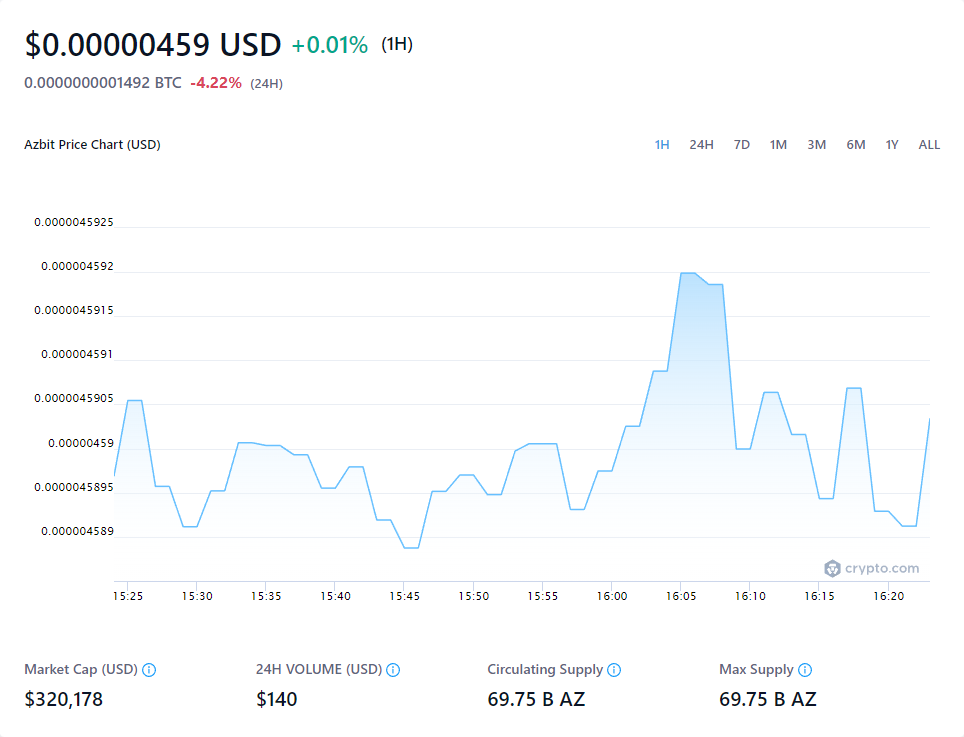 $0.00000459 USD +0.01% (1H)
0.0000000001492 BTC -4.22% (24H)
Azbit Price Chart (USD) 1H 24H 7D 1M 3M 6M 1Y ALL
0.0000045925
0.000004592
0.0000045915
0.000004591
0.0000045905
0.00000459
0.0000045895
0.000004589
crypto.com
15:25 15:30 15:35 15:40 15:45 15:50 15:55 16:00 16:05 16:10 16:15 16:20
Market Cap (USD) 24H VOLUME (USD) Circulating Supply Max Supply
$320,178 $140 69.75 B AZ 69.75 B AZ